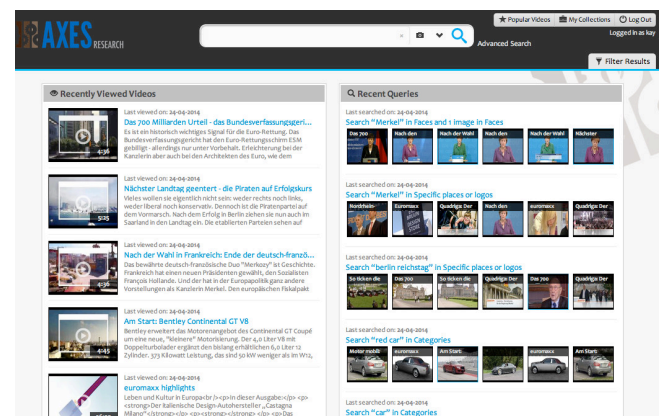 AXES RESEARCH
Popular Videos
My Collections
Log Out
Logged in as kay
Advanced Search
Filter Results
Recently Viewed Videos
Last viewed on: 24-04-2014
Das 700 Milliarden Urteil - das Bundesverfassungsgeri...
Es ist ein historisch wichtiges Signal für die Euro-Rettung. Das
Bundesverfassungsgericht hat den Euro-Rettungsschirm ESM
gebilligt - allerdings nur unter Vorbehalt. Erleichterung bei der
Kanzlerin aber auch bei den Architekten des Euro, wie dem
4:36
Last viewed on: 24-04-2014
Nächster Landtag geentert - die Piraten auf Erfolgskurs
Vieles wollen sie eigentlich nicht sein: weder rechts noch links,
weder liberal noch konservativ. Dennoch ist die Piratenpartei auf
dem Vormarsch. Nach dem Erfolg in Berlin ziehen sie nun auch im
Saarland in den Landtag ein. Die etablierten Parteien sehen auf
5:25
Last viewed on: 24-04-2014
Nach der Wahl in Frankreich: Ende der deutsch-franzö...
Das bewährte deutsch-französische Duo "Merkozy" ist Geschichte.
Frankreich hat einen neuen Präsidenten gewählt, den Sozialisten
François Hollande. Und der hat in der Europapolitik ganz andere
Vorstellungen als Kanzlerin Merkel. Den europäischen Fiskalpakt
4:36
Last viewed on: 24-04-2014
Am Start: Bentley Continental GT V8
Bentley erweitert das Motorenangebot des Continental GT Coupé
um eine neue, "kleinere" Motorisierung. Der 4,0 Liter V8 mit
Doppelturbolader ergänzt den bislang erhältlichen 6,0 Liter 12
Zylinder. 373 Kilowatt Leistung, das sind 50 kW weniger als im W12,
4:45
Last viewed on: 24-04-2014
euromaxx highlights
Leben und Kultur in Europa<br/><p>In dieser Ausgabe:</p> <p>
<strong>Der italienische Design-Autohersteller „Castagna
Milano"</strong></p> <p><strong></strong> <p>Das
Recent Queries
Last searched on: 24-04-2014
Search "Merkel" in Faces and 1 image in Faces
Das 700
Nach den
Nach der Wahl
Nach den
Nach der Wahl
Nächster
Last searched on: 24-04-2014
Search "Merkel" in Specific places or logos
Nordrhein-
Euromaxx
Quadriga Der
Nach den
euromaxx
Quadriga Der
Last searched on: 24-04-2014
Search "berlin reichstag" in Specific places or logos
So ticken die
Das 700
So ticken die
Quadriga Der
Das 700
Quadriga Der
Last searched on: 24-04-2014
Search "red car" in Categories
Motor mobil:
euromaxx
Am Start:
euromaxx
Am Start:
Last searched on: 24-04-2014
Search "car" in Categories